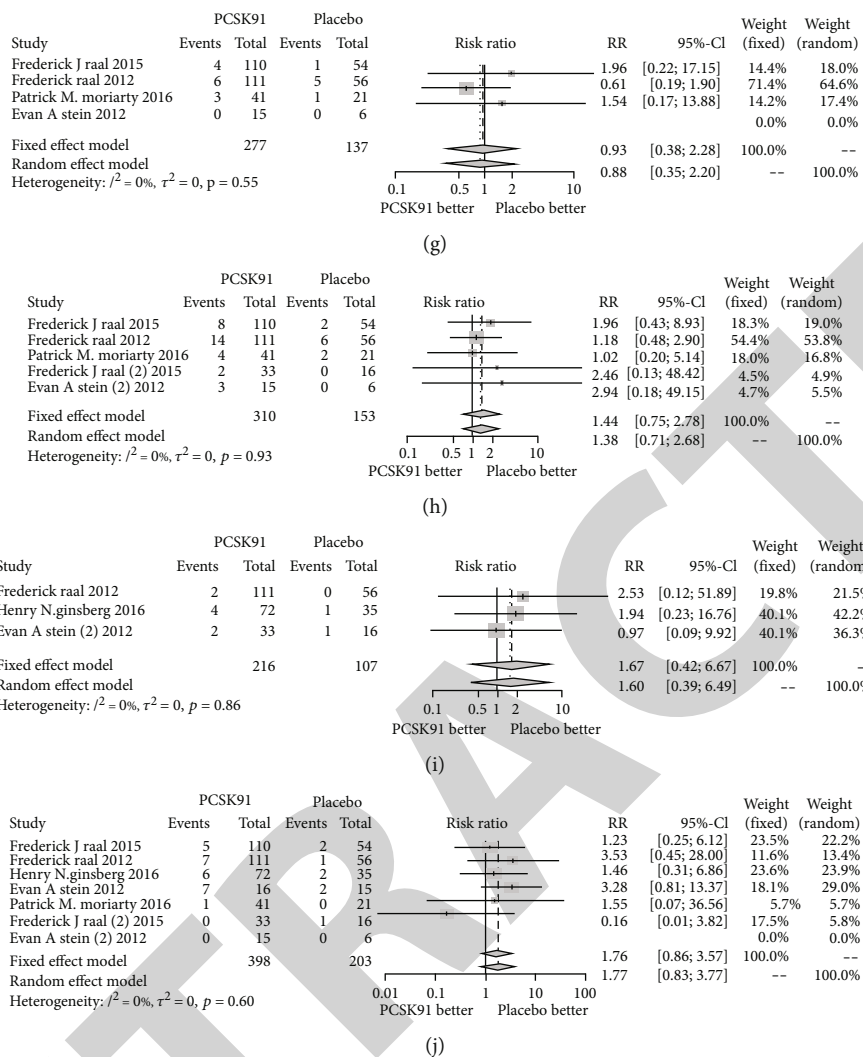 PCSK91 Placebo
Study Events Total Events Total Risk ratio RR 95%-CI Weight (fixed) Weight (random)
Frederick J raal 2015 4 110 1 54 1.96 [0.22; 17.15] 14.4% 18.0%
Frederick raal 2012 6 111 5 56 0.61 [0.19; 1.90] 71.4% 64.6%
Patrick M. moriarty 2016 3 41 1 21 1.54 [0.17; 13.88] 14.2% 17.4%
Evan A stein 2012 0 15 0 6 0.0% 0.0%
Fixed effect model 277 137 0.93 [0.38; 2.28] 100.0% --
Random effect model 0.88 [0.35; 2.20] -- 100.0%
Heterogeneity: I² = 0%, τ² = 0, p = 0.55
0.1 0.5 1 2 10
PCSK91 better Placebo better
(g)
PCSK91 Placebo
Study Events Total Events Total Risk ratio RR 95%-CI Weight (fixed) Weight (random)
Frederick J raal 2015 8 110 2 54 1.96 [0.43; 8.93] 18.3% 19.0%
Frederick raal 2012 14 111 6 56 1.18 [0.48; 2.90] 54.4% 53.8%
Patrick M. moriarty 2016 4 41 2 21 1.02 [0.20; 5.14] 18.0% 16.8%
Frederick J raal (2) 2015 2 33 0 16 2.46 [0.13; 48.42] 4.5% 4.9%
Evan A stein (2) 2012 3 15 0 6 2.94 [0.18; 49.15] 4.7% 5.5%
Fixed effect model 310 153 1.44 [0.75; 2.78] 100.0% --
Random effect model 1.38 [0.71; 2.68] -- 100.0%
Heterogeneity: I² = 0%, τ² = 0, p = 0.93
0.1 0.5 1 2 10
PCSK91 better Placebo better
(h)
PCSK91 Placebo
Study Events Total Events Total Risk ratio RR 95%-CI Weight (fixed) Weight (random)
Frederick raal 2012 2 111 0 56 2.53 [0.12; 51.89] 19.8% 21.5%
Henry N.ginsberg 2016 4 72 1 35 1.94 [0.23; 16.76] 40.1% 42.2%
Evan A stein (2) 2012 2 33 1 16 0.97 [0.09; 9.92] 40.1% 36.3%
Fixed effect model 216 107 1.67 [0.42; 6.67] 100.0% --
Random effect model 1.60 [0.39; 6.49] -- 100.0%
Heterogeneity: I² = 0%, τ² = 0, p = 0.86
0.1 0.5 1 2 10
PCSK91 better Placebo better
(i)
PCSK91 Placebo
Study Events Total Events Total Risk ratio RR 95%-CI Weight (fixed) Weight (random)
Frederick J raal 2015 5 110 2 54 1.23 [0.25; 6.12] 23.5% 22.2%
Frederick raal 2012 7 111 1 56 3.53 [0.45; 28.00] 11.6% 13.4%
Henry N.ginsberg 2016 6 72 2 35 1.46 [0.31; 6.86] 23.6% 23.9%
Evan A stein 2012 7 16 2 15 3.28 [0.81; 13.37] 18.1% 29.0%
Patrick M. moriarty 2016 1 41 0 21 1.55 [0.07; 36.56] 5.7% 5.7%
Frederick J raal (2) 2015 0 33 1 16 0.16 [0.01; 3.82] 17.5% 5.8%
Evan A stein (2) 2012 0 15 0 6 0.0% 0.0%
Fixed effect model 398 203 1.76 [0.86; 3.57] 100.0% --
Random effect model 1.77 [0.83; 3.77] -- 100.0%
Heterogeneity: I² = 0%, τ² = 0, p = 0.60
0.01 0.1 1 10 100
PCSK91 better Placebo better
(j)
TRACT